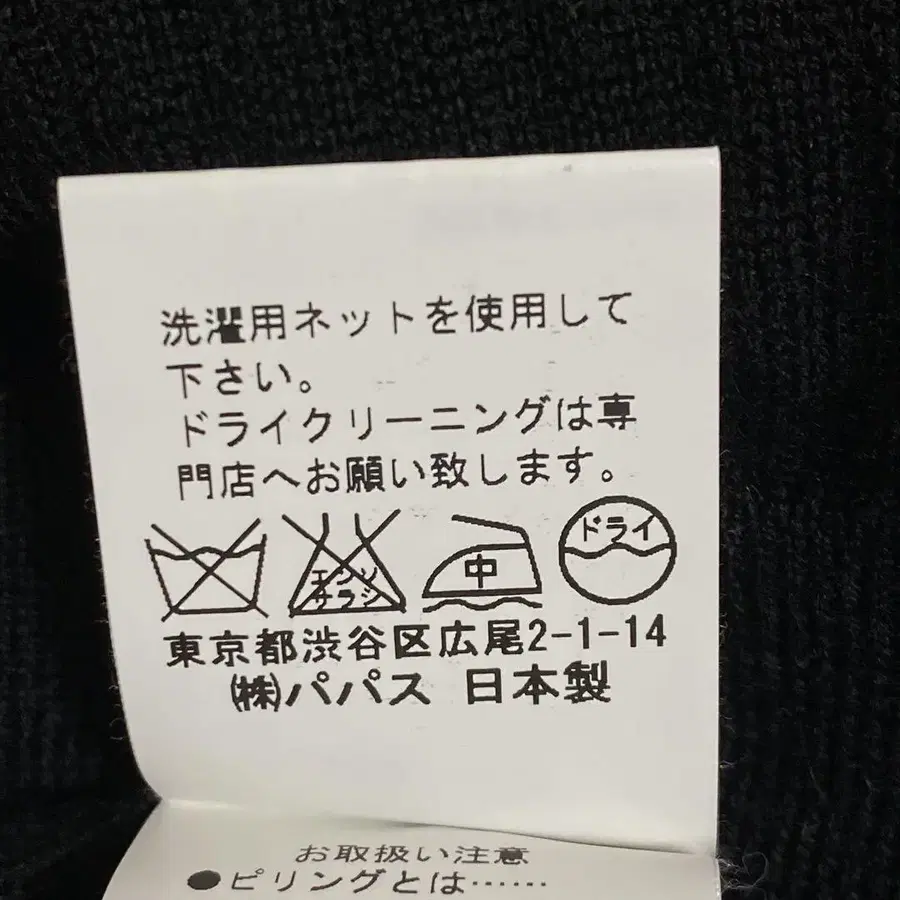 洗濯用ネットを使用して
下さい。
ドライクリーニングは専
門店へお願い致します。
エンソ
サラシ
中
ドライ
東京都渋谷区広尾2-1-14
㈱パパス 日本製
お取扱い注意
●ピリングとは……